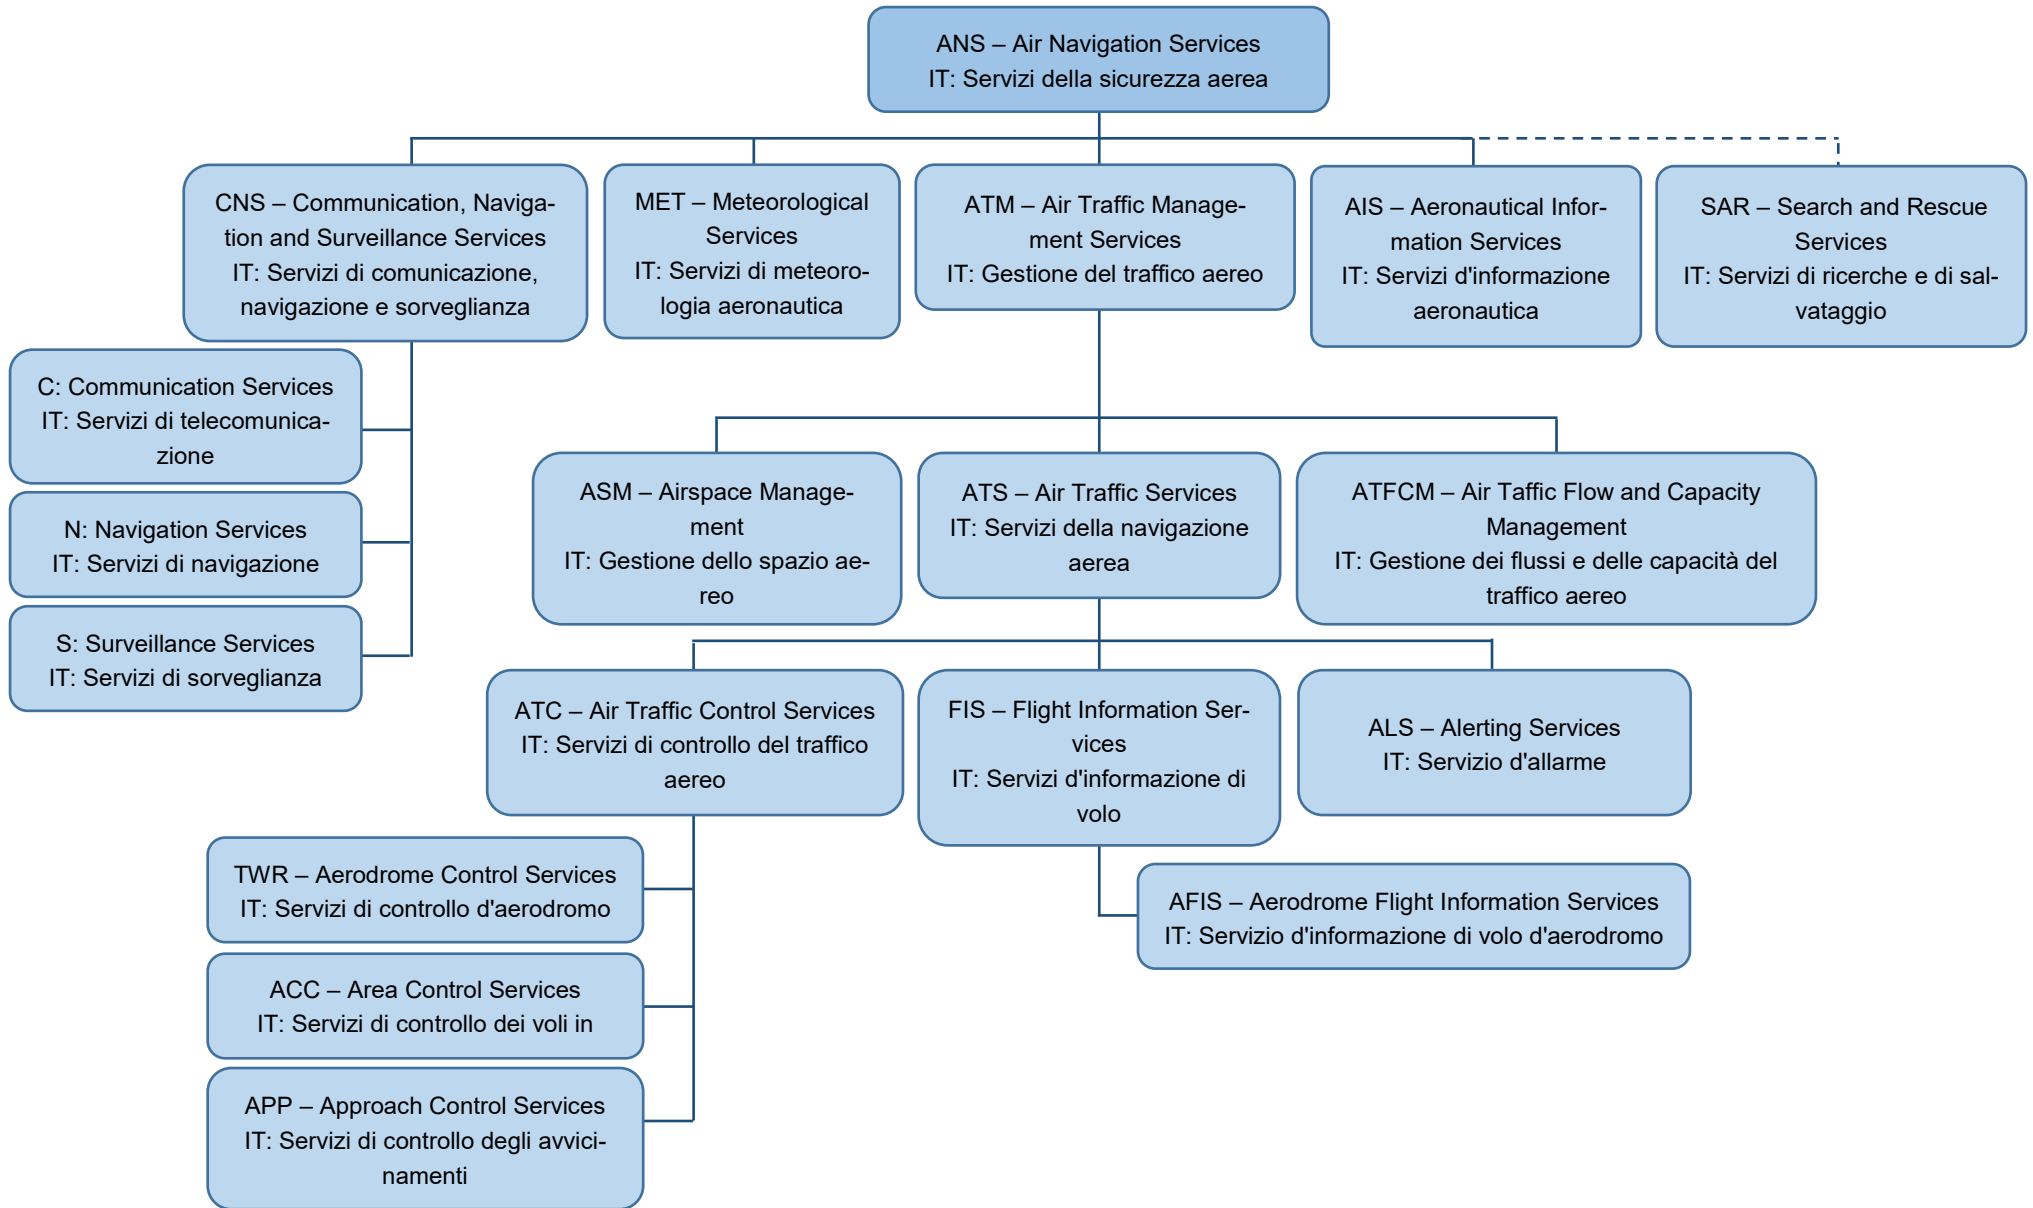 ANS – Air Navigation Services
IT: Servizi della sicurezza aerea
CNS – Communication, Naviga-
tion and Surveillance Services
IT: Servizi di comunicazione,
navigazione e sorveglianza
MET – Meteorological
Services
IT: Servizi di meteoro-
logia aeronautica
ATM – Air Traffic Manage-
ment Services
IT: Gestione del traffico aereo
AIS – Aeronautical Infor-
mation Services
IT: Servizi d'informazione
aeronautica
SAR – Search and Rescue
Services
IT: Servizi di ricerche e di sal-
vataggio
C: Communication Services
IT: Servizi di telecomunica-
zione
N: Navigation Services
IT: Servizi di navigazione
S: Surveillance Services
IT: Servizi di sorveglianza
ASM – Airspace Manage-
ment
IT: Gestione dello spazio ae-
reo
ATS – Air Traffic Services
IT: Servizi della navigazione
aerea
ATFCM – Air Taffic Flow and Capacity
Management
IT: Gestione dei flussi e delle capacità del
traffico aereo
ATC – Air Traffic Control Services
IT: Servizi di controllo del traffico
aereo
FIS – Flight Information Ser-
vices
IT: Servizi d'informazione di
volo
ALS – Alerting Services
IT: Servizio d'allarme
TWR – Aerodrome Control Services
IT: Servizi di controllo d'aerodromo
ACC – Area Control Services
IT: Servizi di controllo dei voli in
APP – Approach Control Services
IT: Servizi di controllo degli avvici-
namenti
AFIS – Aerodrome Flight Information Services
IT: Servizio d'informazione di volo d'aerodromo